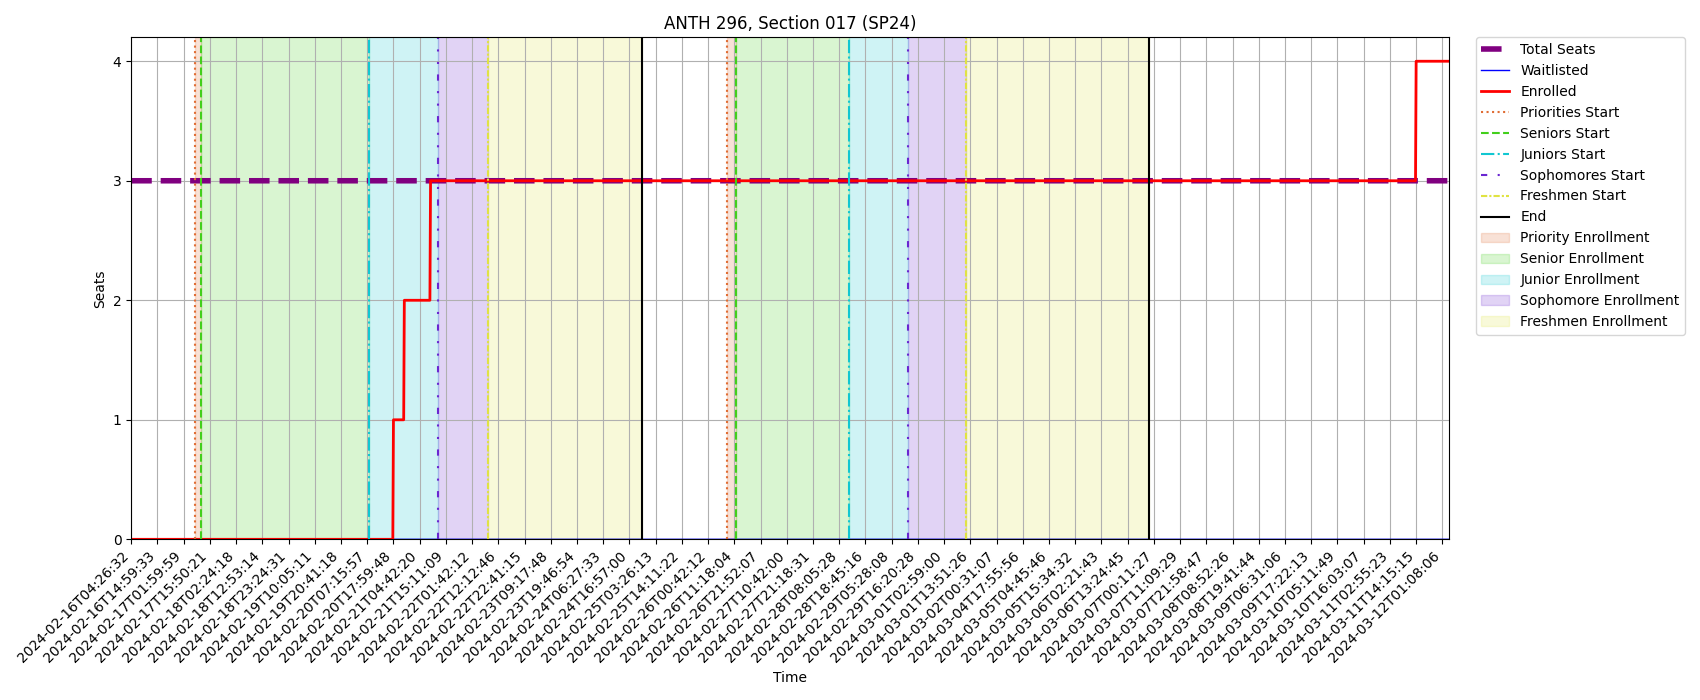 ANTH 296, Section 017 (SP24)
4
3
2
1
0
Seats
2024-02-16T04:26:32
2024-02-16T14:59:33
2024-02-17T01:59:59
2024-02-17T15:50:21
2024-02-18T02:24:18
2024-02-18T12:53:14
2024-02-18T23:24:31
2024-02-19T10:05:11
2024-02-19T20:41:18
2024-02-20T07:15:57
2024-02-20T17:59:48
2024-02-21T04:42:20
2024-02-21T15:11:09
2024-02-22T01:42:12
2024-02-22T12:12:46
2024-02-22T22:41:15
2024-02-23T09:17:48
2024-02-23T19:46:54
2024-02-24T06:27:33
2024-02-24T16:57:00
2024-02-25T03:26:13
2024-02-25T14:11:22
2024-02-26T00:42:12
2024-02-26T11:18:04
2024-02-26T21:52:07
2024-02-27T10:42:00
2024-02-27T21:18:31
2024-02-28T08:05:28
2024-02-28T18:45:16
2024-02-29T05:28:08
2024-02-29T16:20:28
2024-03-01T02:59:00
2024-03-01T13:51:26
2024-03-02T00:31:07
2024-03-04T17:55:56
2024-03-05T04:45:46
2024-03-05T15:34:32
2024-03-06T02:21:43
2024-03-06T13:24:45
2024-03-07T00:11:27
2024-03-07T11:09:29
2024-03-07T21:58:47
2024-03-08T08:52:26
2024-03-08T19:41:44
2024-03-09T06:31:06
2024-03-09T17:22:13
2024-03-10T05:11:49
2024-03-10T16:03:07
2024-03-11T02:55:23
2024-03-11T14:15:15
2024-03-12T01:08:06
Time
Total Seats
Waitlisted
Enrolled
Priorities Start
Seniors Start
Juniors Start
Sophomores Start
Freshmen Start
End
Priority Enrollment
Senior Enrollment
Junior Enrollment
Sophomore Enrollment
Freshmen Enrollment